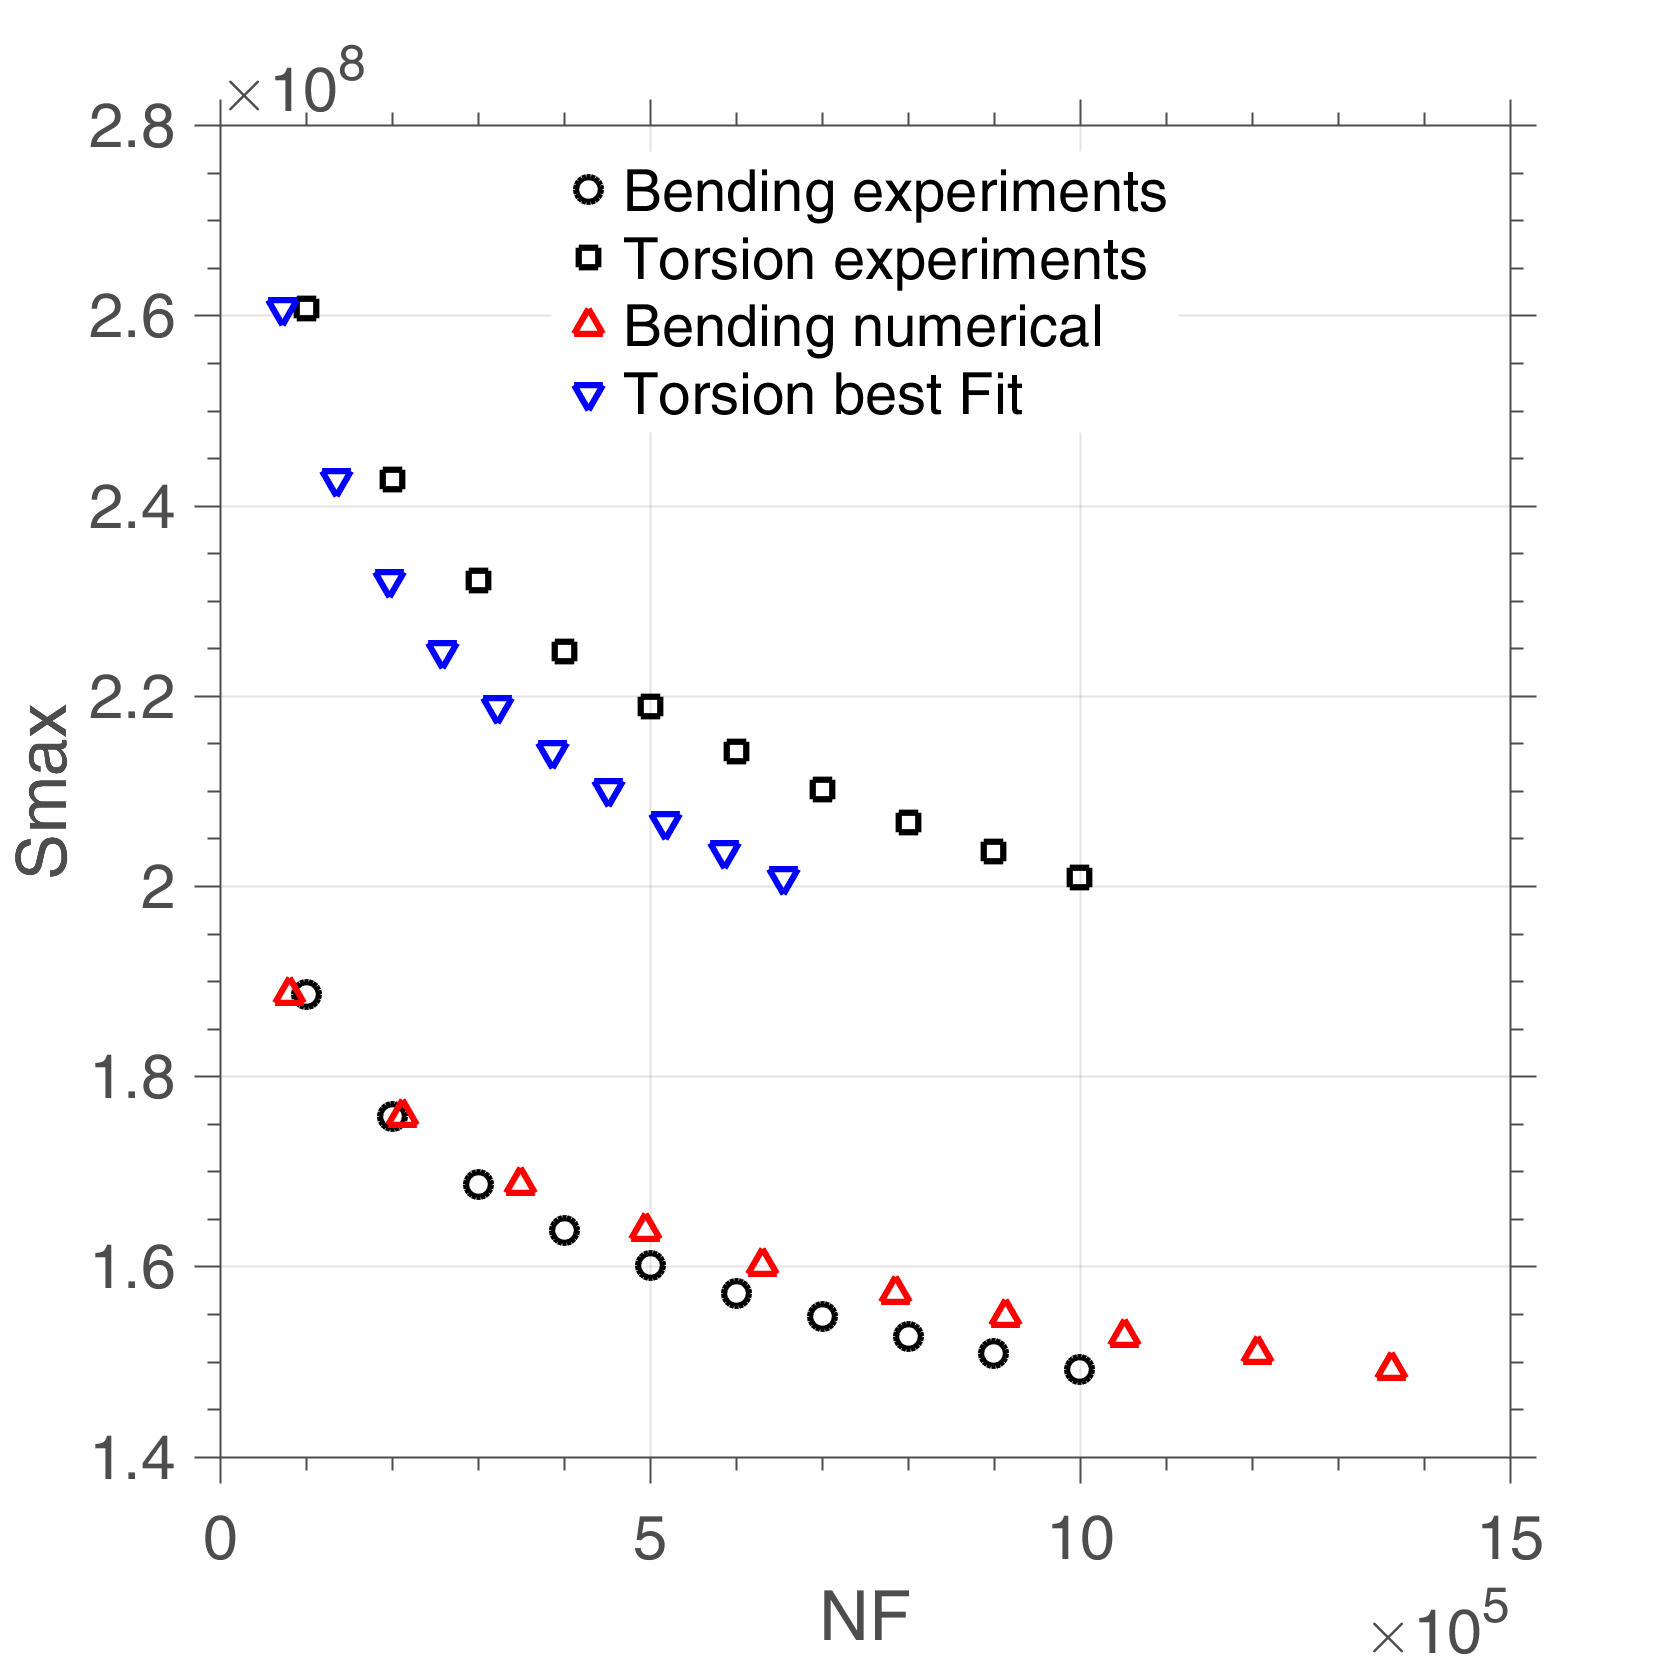 ×10^8
2.8
2.6
2.4
2.2
2
1.8
1.6
1.4
Smax
Bending experiments
Torsion experiments
Bending numerical
Torsion best Fit
0 5 10 15
NF
×10^5